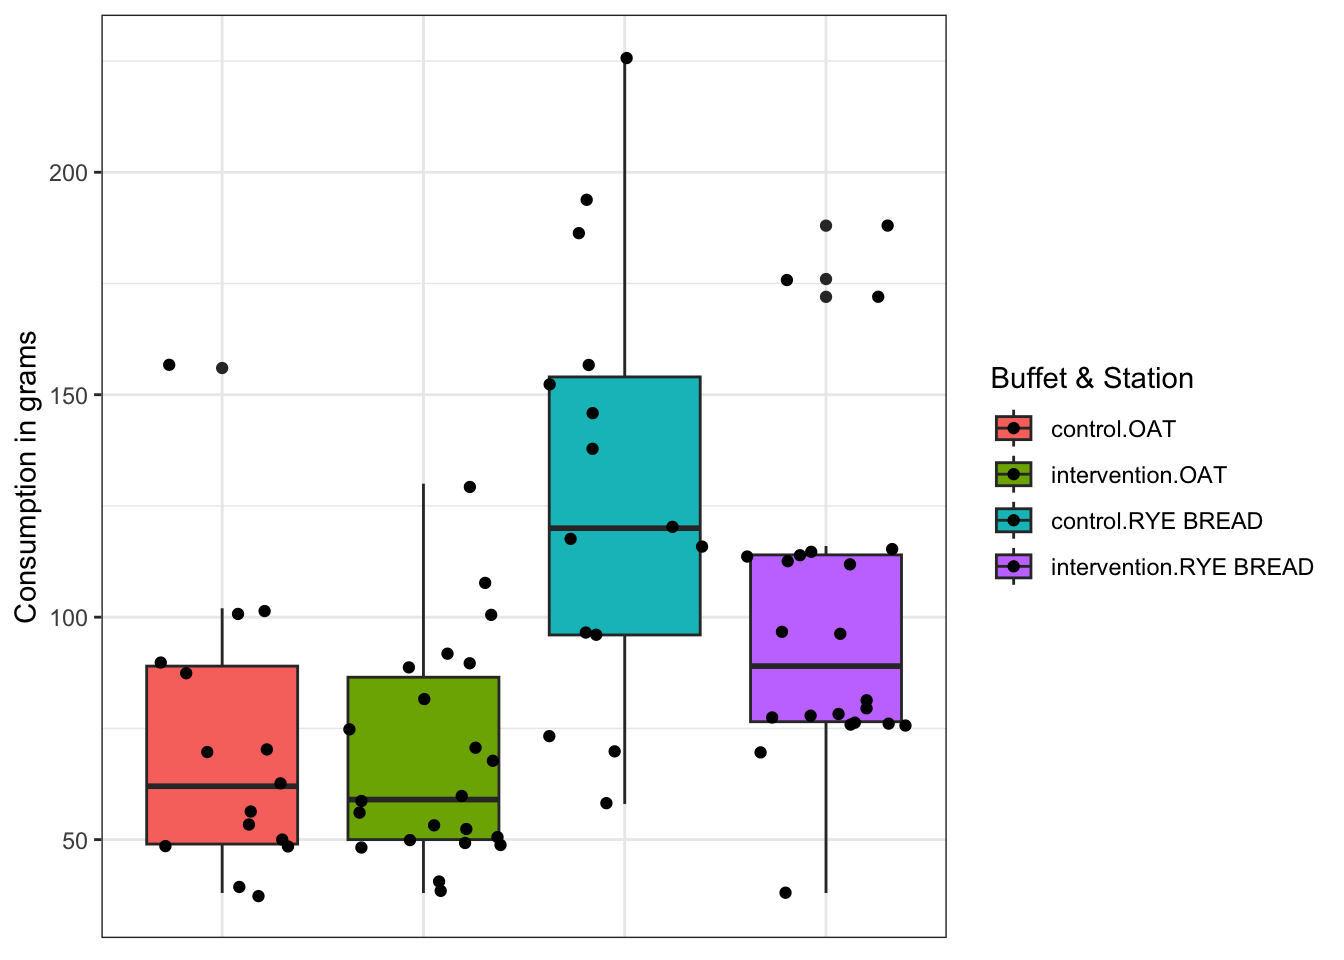 Consumption in grams
200
150
100
50
Buffet & Station
control.OAT
intervention.OAT
control.RYE BREAD
intervention.RYE BREAD